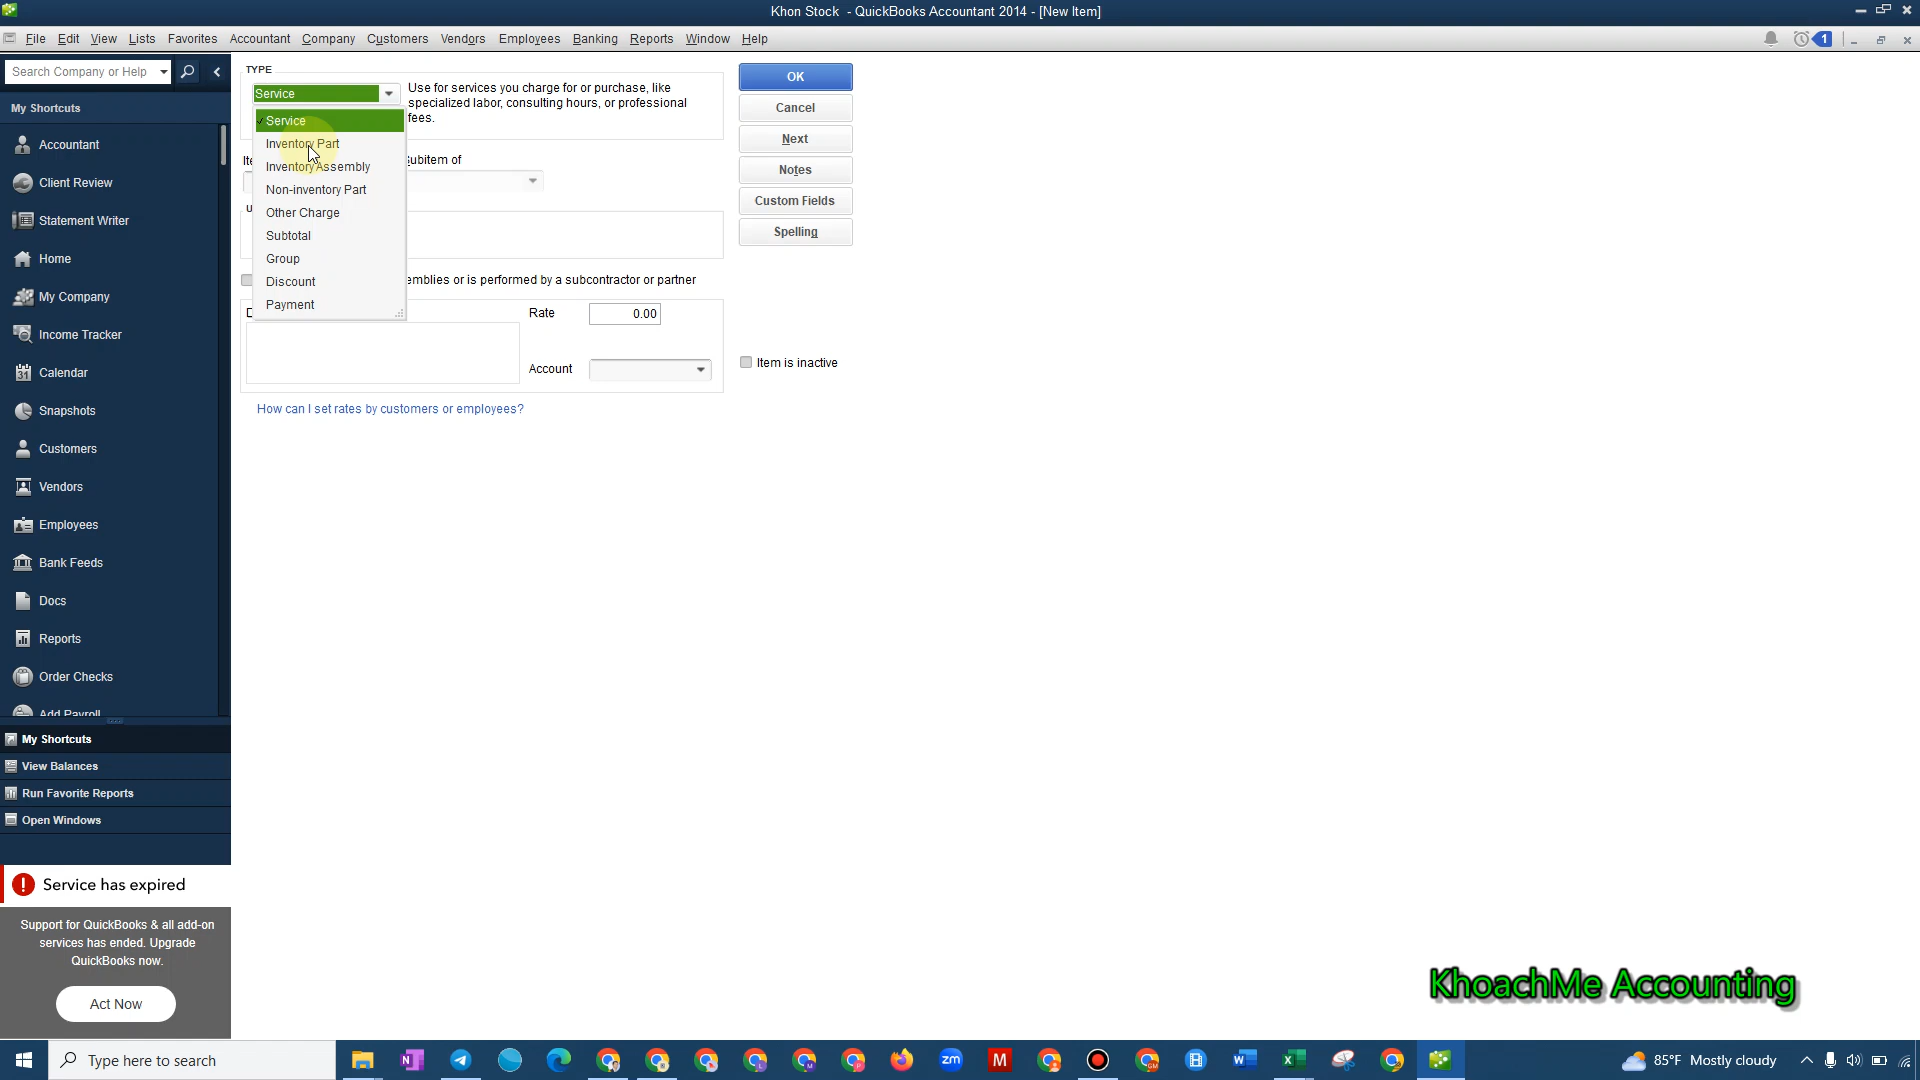 Khon Stock - QuickBooks Accountant 2014 - [New Item]
File Edit View Lists Favorites Accountant Company Customers Vendors Employees Banking Reports Window Help
1
Search Company or Help
My Shortcuts
Accountant
Client Review
Statement Writer
Home
My Company
Income Tracker
Calendar
Snapshots
Customers
Vendors
Employees
Bank Feeds
Docs
Reports
Order Checks
Add Payroll
My Shortcuts
View Balances
Run Favorite Reports
Open Windows
Service has expired
Support for QuickBooks & all add-on
services has ended. Upgrade
QuickBooks now.
Act Now
TYPE
Service
Use for services you charge for or purchase, like
specialized labor, consulting hours, or professional
fees.
Service
Inventory Part
Inventory Assembly
Non-inventory Part
Other Charge
Subtotal
Group
Discount
Payment
Subitem of
emblies or is performed by a subcontractor or partner
Rate 0.00
Account
How can I set rates by customers or employees?
OK
Cancel
Next
Notes
Custom Fields
Spelling
Item is inactive
KhoachMe Accounting
Type here to search
85°F Mostly cloudy